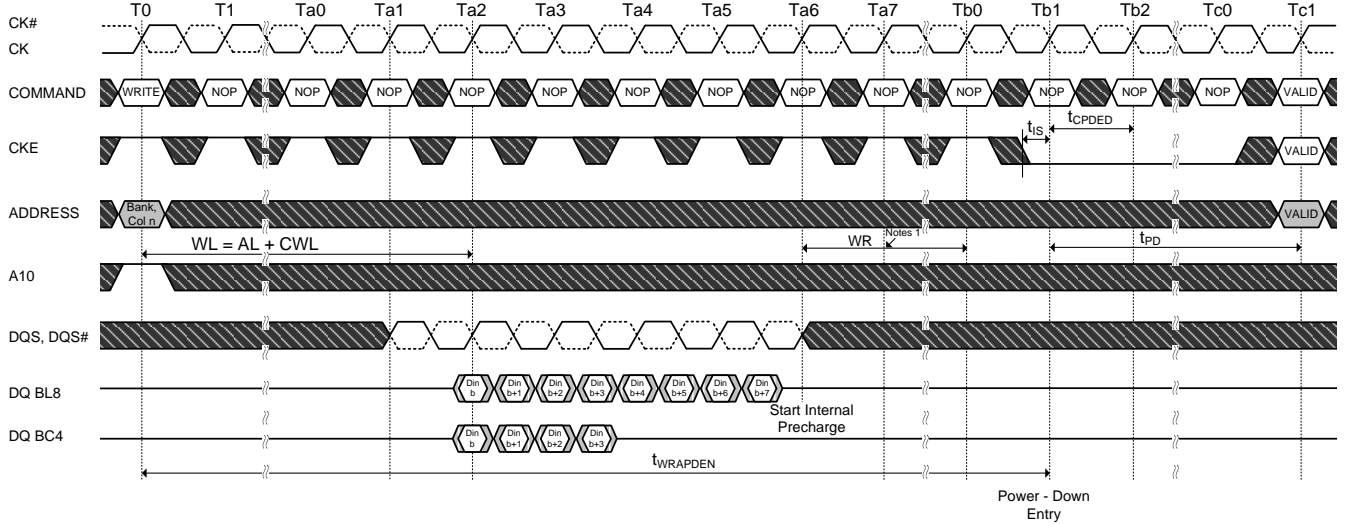 T0 T1 Ta0 Ta1 Ta2 Ta3 Ta4 Ta5 Ta6 Ta7 Tb0 Tb1 Tb2 Tc0 Tc1
CK#
CK
COMMAND WRITE NOP NOP NOP NOP NOP NOP NOP NOP NOP NOP NOP NOP NOP VALID
tIS tCPDED
CKE VALID
ADDRESS Bank, Col n VALID
WL = AL + CWL WR Notes 1 tPD
A10
DQS, DQS#
DQ BL8 Din b Din b+1 Din b+2 Din b+3 Din b+4 Din b+5 Din b+6 Din b+7
Start Internal
Precharge
DQ BC4 Din b Din b+1 Din b+2 Din b+3
tWRAPDEN
Power - Down
Entry